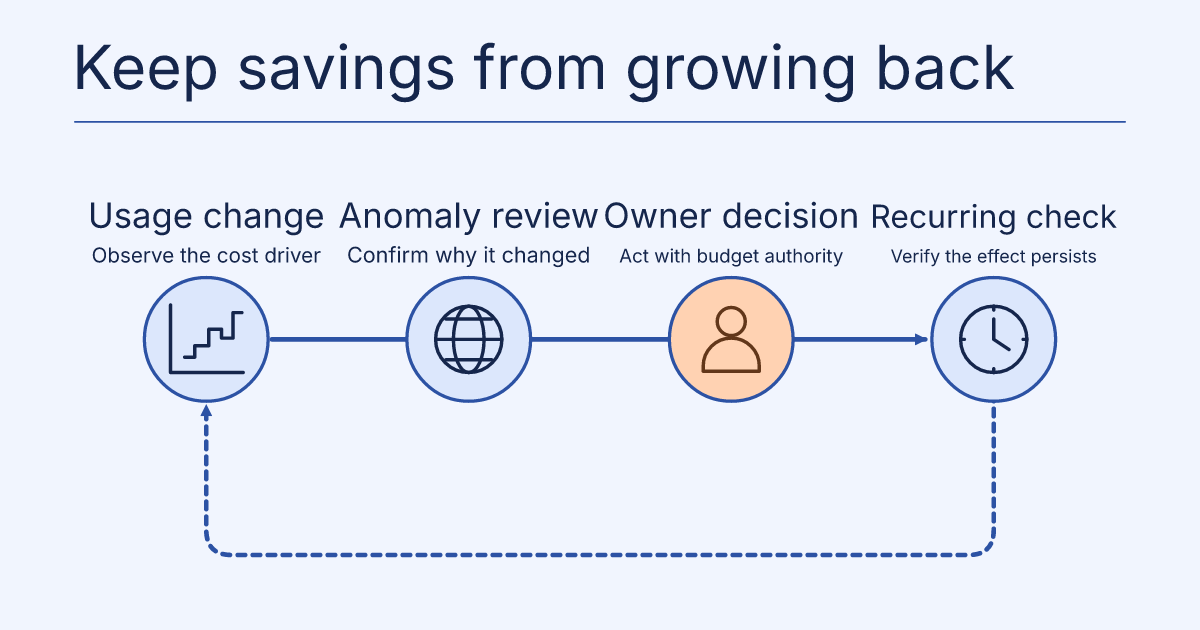 Keep savings from growing back
Usage change
Observe the cost driver
Anomaly review
Confirm why it changed
Owner decision
Act with budget authority
Recurring check
Verify the effect persists